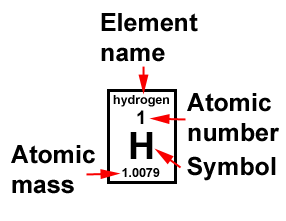 Element
name
hydrogen
1
H
1.0079
Atomic
number
Symbol
Atomic
mass